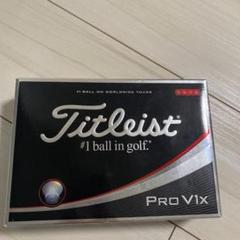 #1 BALL ON WORLDWIDE TOURS
Titleist
#1 ball in golf.
PRO V1x